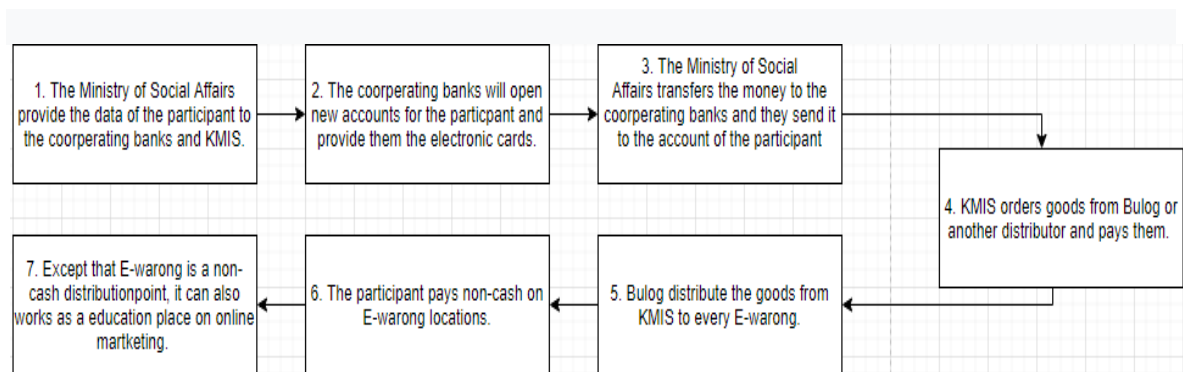 1. The Ministry of Social Affairs
provide the data of the participant to
the coorperating banks and KMIS.
2. The coorperating banks will open
new accounts for the particpant and
provide them the electronic cards.
3. The Ministry of Social
Affairs transfers the money to the
coorperating banks and they send it
to the account of the participant
4. KMIS orders goods from Bulog or
another distributor and pays them.
5. Bulog distribute the goods from
KMIS to every E-warong.
6. The participant pays non-cash on
E-warong locations.
7. Except that E-warong is a non-
cash distributionpoint, it can also
works as a education place on online
martketing.